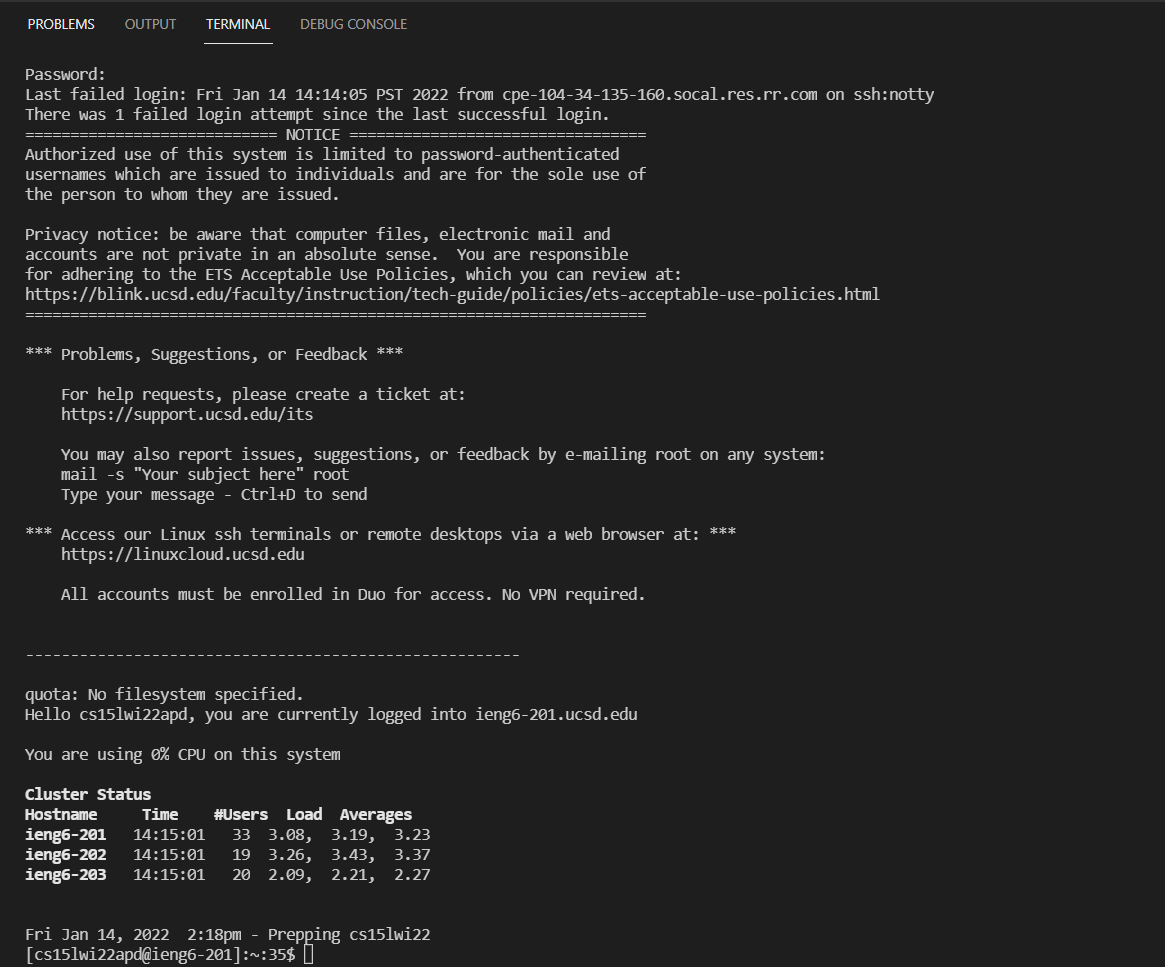 PROBLEMS OUTPUT TERMINAL DEBUG CONSOLE
Password:
Last failed login: Fri Jan 14 14:14:05 PST 2022 from cpe-104-34-135-160.socal.res.rr.com on ssh:notty
There was 1 failed login attempt since the last successful login.
============================ NOTICE =================================
Authorized use of this system is limited to password-authenticated
usernames which are issued to individuals and are for the sole use of
the person to whom they are issued.

Privacy notice: be aware that computer files, electronic mail and
accounts are not private in an absolute sense.  You are responsible
for adhering to the ETS Acceptable Use Policies, which you can review at:
https://blink.ucsd.edu/faculty/instruction/tech-guide/policies/ets-acceptable-use-policies.html
=====================================================================

*** Problems, Suggestions, or Feedback ***

    For help requests, please create a ticket at:
    https://support.ucsd.edu/its

    You may also report issues, suggestions, or feedback by e-mailing root on any system:
    mail -s "Your subject here" root
    Type your message - Ctrl+D to send

*** Access our Linux ssh terminals or remote desktops via a web browser at: ***
    https://linuxcloud.ucsd.edu

    All accounts must be enrolled in Duo for access. No VPN required.

-------------------------------------------------------

quota: No filesystem specified.
Hello cs15lwi22apd, you are currently logged into ieng6-201.ucsd.edu

You are using 0% CPU on this system

Cluster Status
Hostname     Time    #Users  Load  Averages
ieng6-201   14:15:01   33  3.08,  3.19,  3.23
ieng6-202   14:15:01   19  3.26,  3.43,  3.37
ieng6-203   14:15:01   20  2.09,  2.21,  2.27

Fri Jan 14, 2022  2:18pm - Prepping cs15lwi22
[cs15lwi22apd@ieng6-201]:~:35$